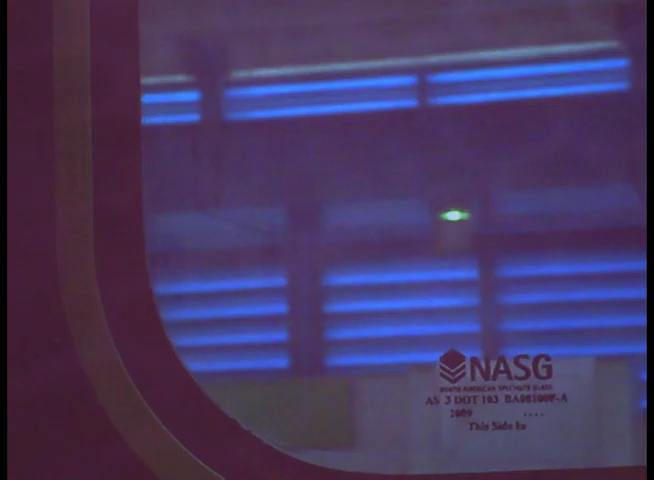 NASG
NORTH AMERICAN SPECIALTY GLASS
AS 3 DOT 163
2009
This Side In